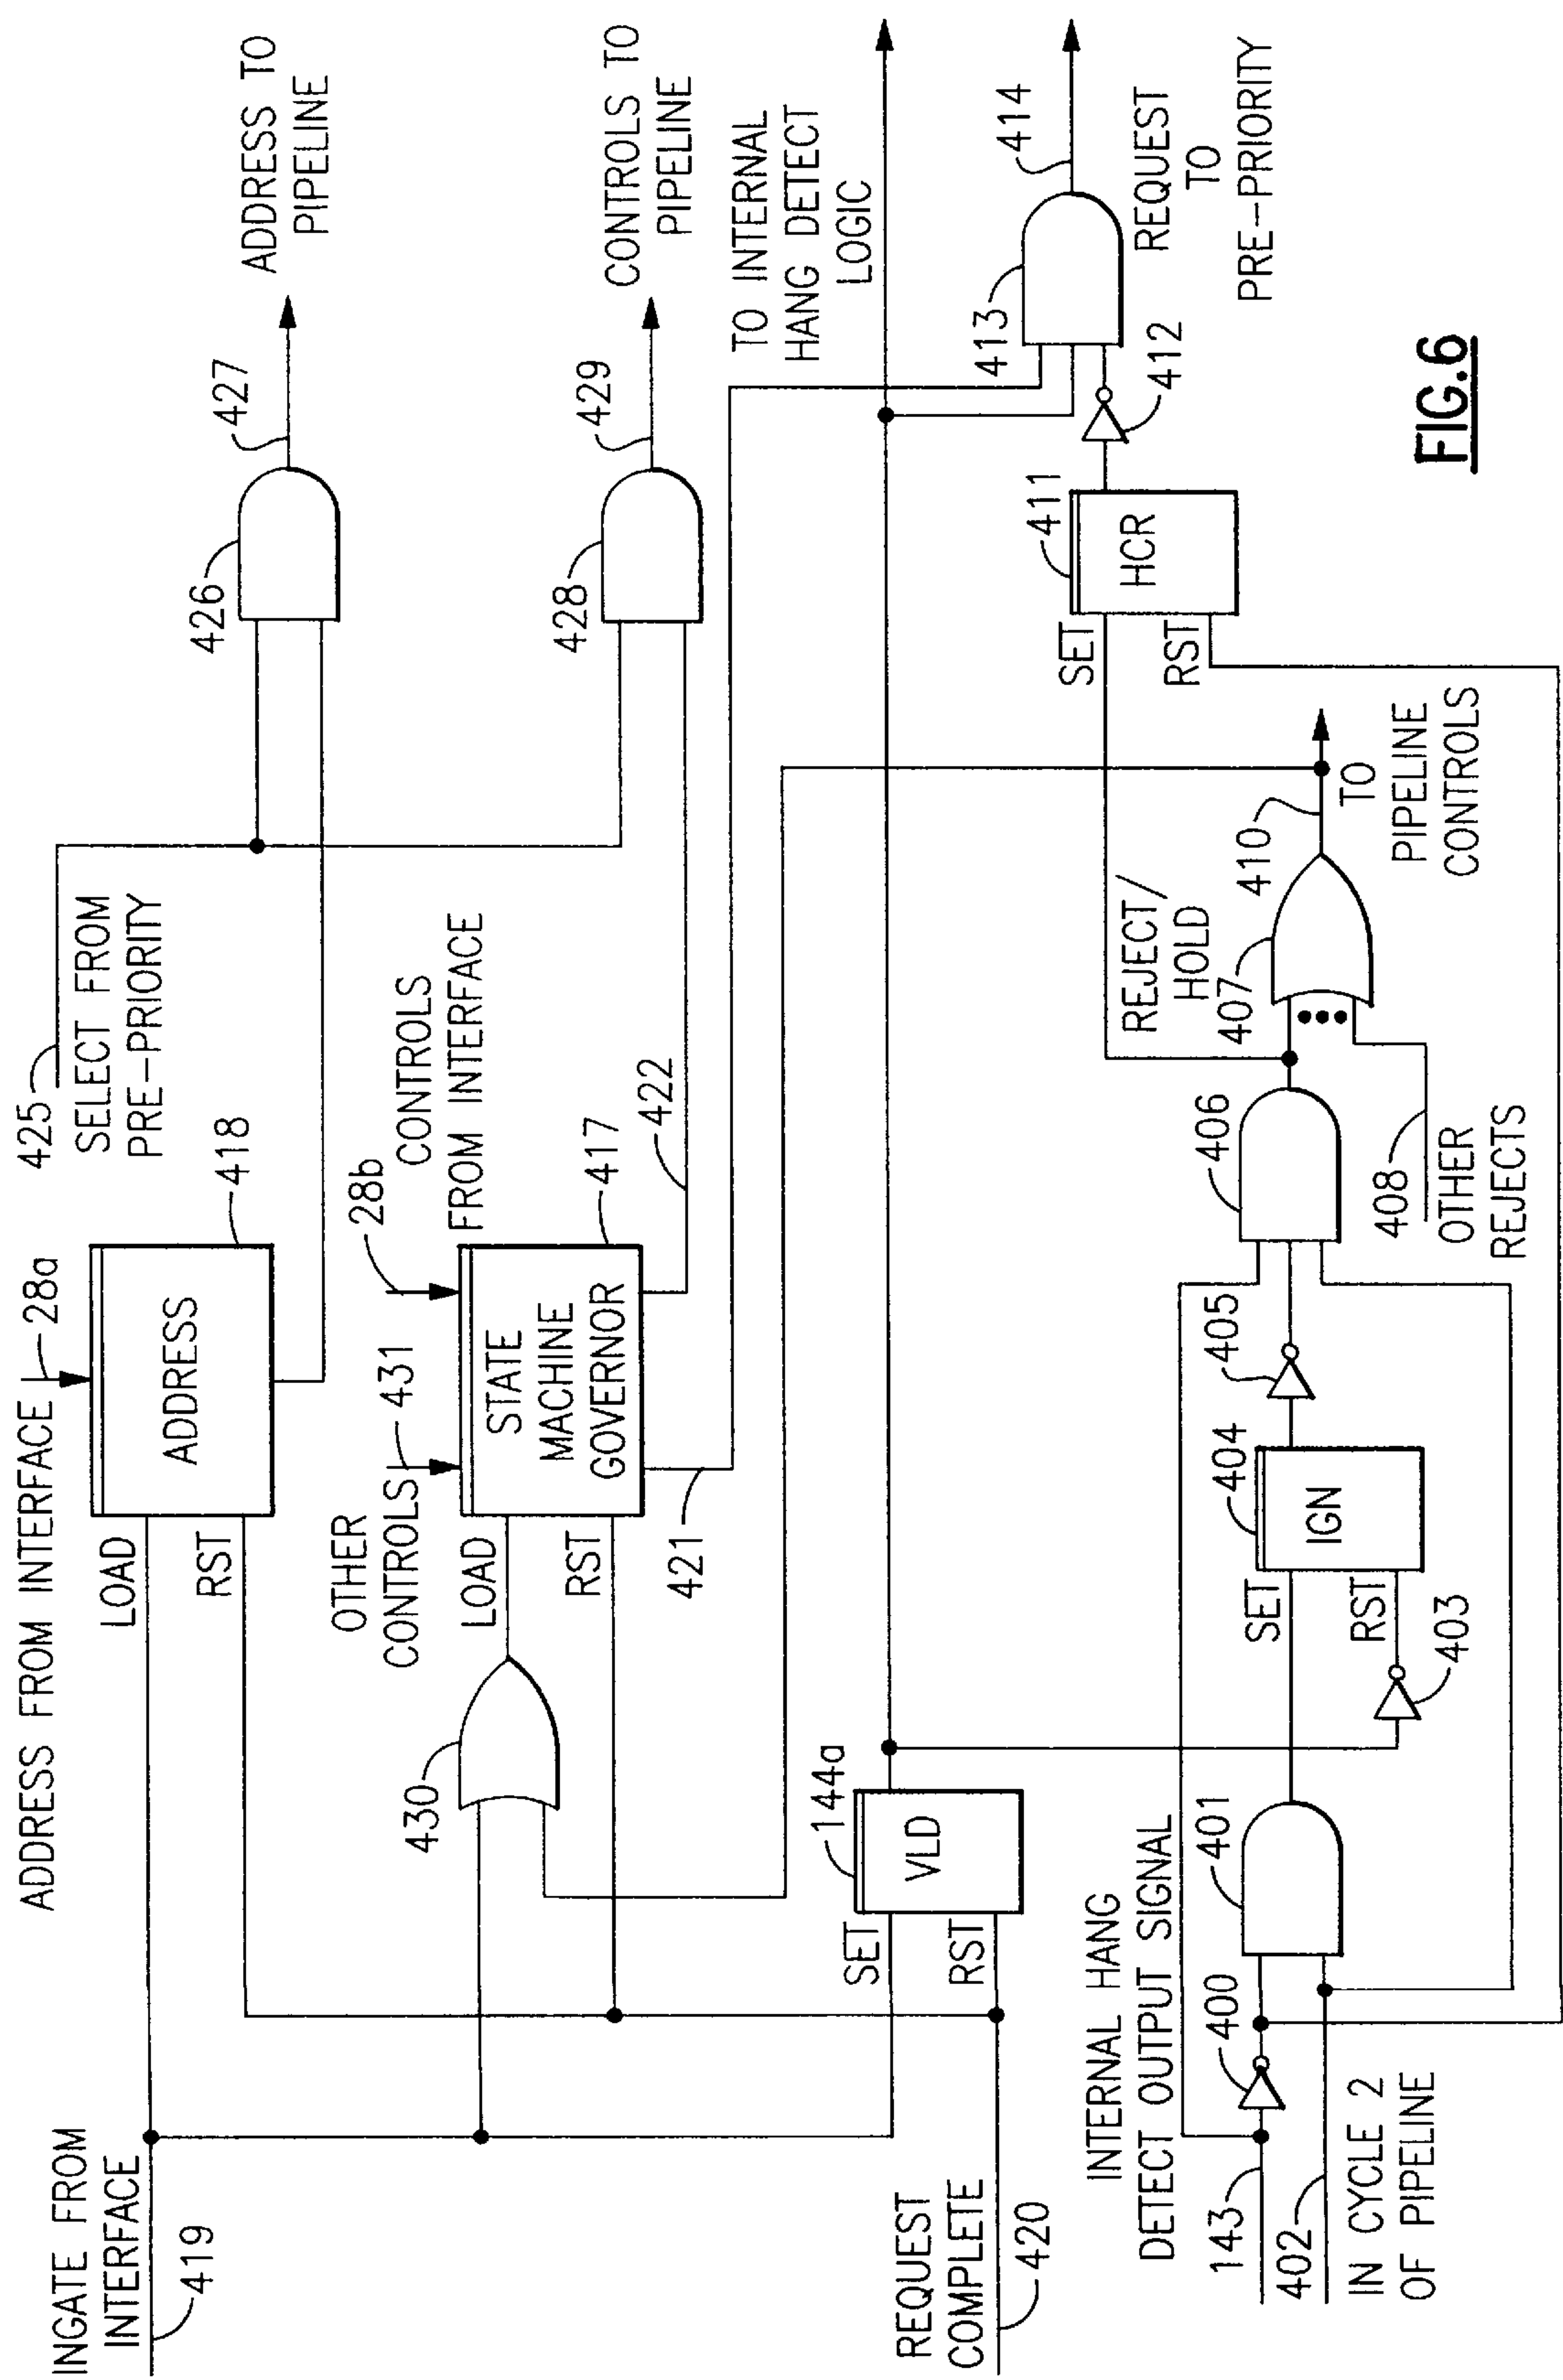 INGATE FROM
INTERFACE
419
ADDRESS FROM INTERFACE
28a
LOAD
RST
ADDRESS
418
425
SELECT FROM
PRE-PRIORITY
426
427
ADDRESS TO
PIPELINE
430
OTHER
CONTROLS
431
LOAD
RST
STATE
MACHINE
GOVERNOR
28b
CONTROLS
FROM INTERFACE
417
421
422
428
429
CONTROLS TO
PIPELINE
REQUEST
COMPLETE
420
SET
RST
144a
VLD
TO INTERNAL
HANG DETECT
LOGIC
INTERNAL HANG
DETECT OUTPUT SIGNAL
143
402
IN CYCLE 2
OF PIPELINE
400
401
SET
RST
403
404
IGN
405
406
408
OTHER
REJECTS
REJECT/
HOLD
407
410
TO
PIPELINE
CONTROLS
SET
RST
411
HCR
412
413
414
REQUEST
TO
PRE-PRIORITY
FIG.6